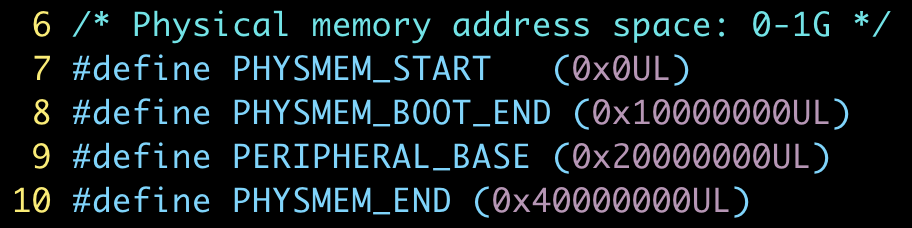 6 /* Physical memory address space: 0-1G */
7 #define PHYSMEM_START   (0x0UL)
8 #define PHYSMEM_BOOT_END (0x10000000UL)
9 #define PERIPHERAL_BASE (0x20000000UL)
10 #define PHYSMEM_END (0x40000000UL)